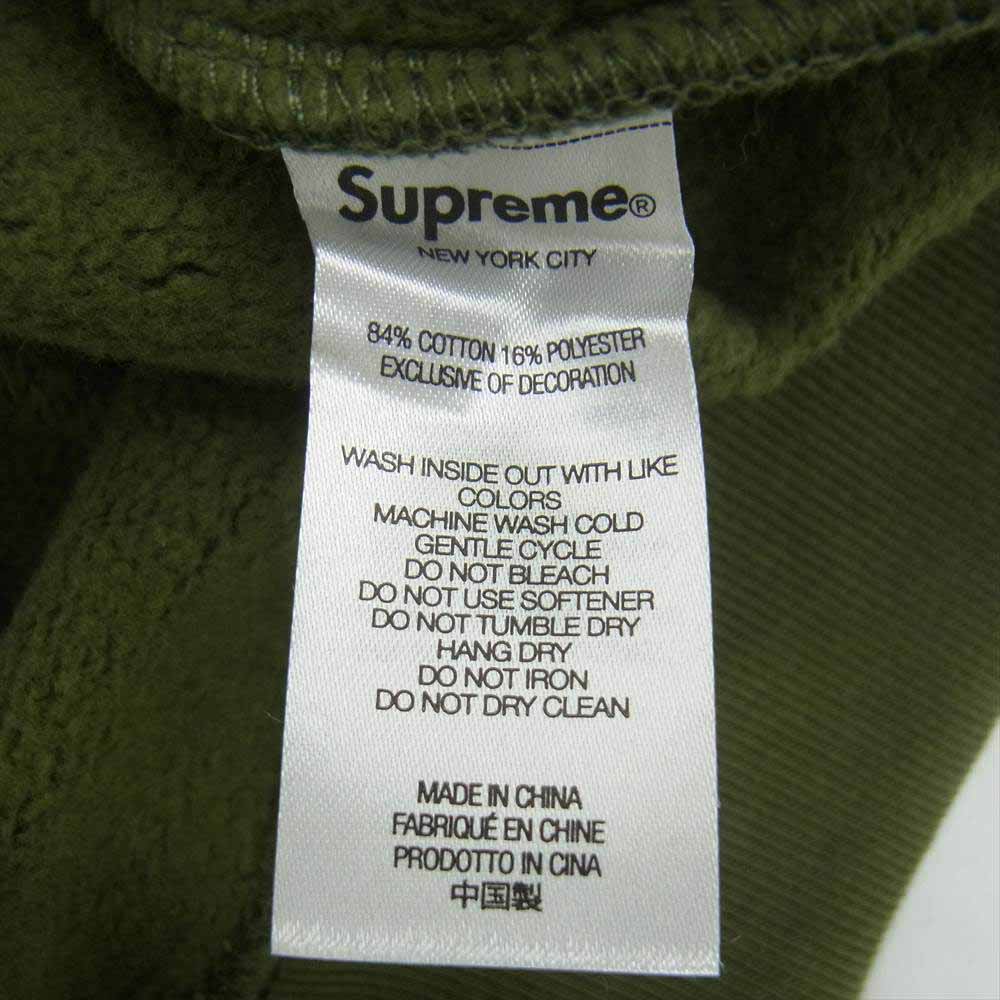 Supreme®
NEW YORK CITY
84% COTTON 16% POLYESTER
EXCLUSIVE OF DECORATION
WASH INSIDE OUT WITH LIKE
COLORS
MACHINE WASH COLD
GENTLE CYCLE
DO NOT BLEACH
DO NOT USE SOFTENER
DO NOT TUMBLE DRY
HANG DRY
DO NOT IRON
DO NOT DRY CLEAN
MADE IN CHINA
FABRIQUÉ EN CHINE
PRODOTTO IN CINA
中国製